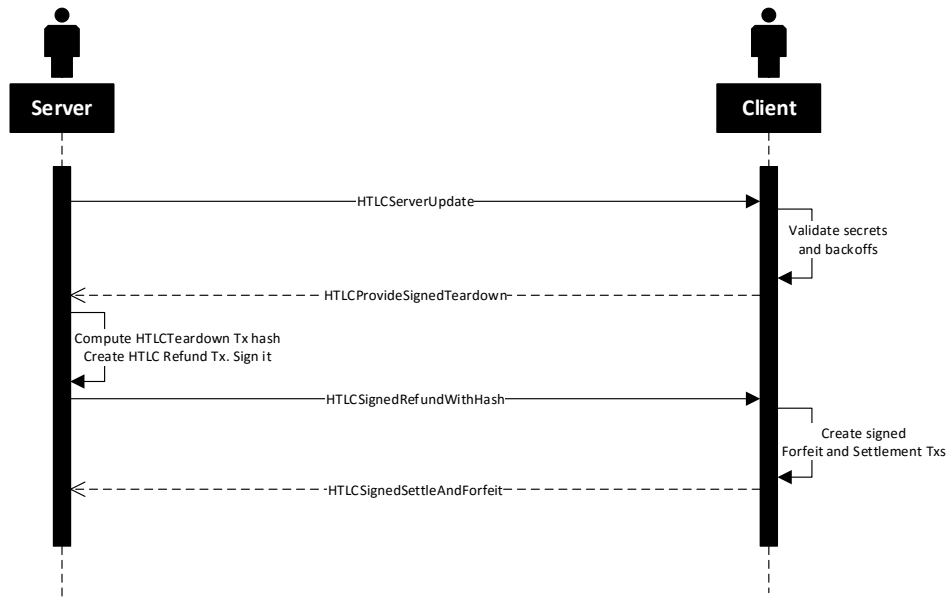 Server
Client
HTLCServerUpdate
Validate secrets
and backoffs
HTLCProvideSignedTeardown
Compute HTLCTeardown Tx hash
Create HTLC Refund Tx. Sign it
HTLCSignedRefundWithHash
Create signed
Forfeit and Settlement Txs
HTLCSignedSettleAndForfeit